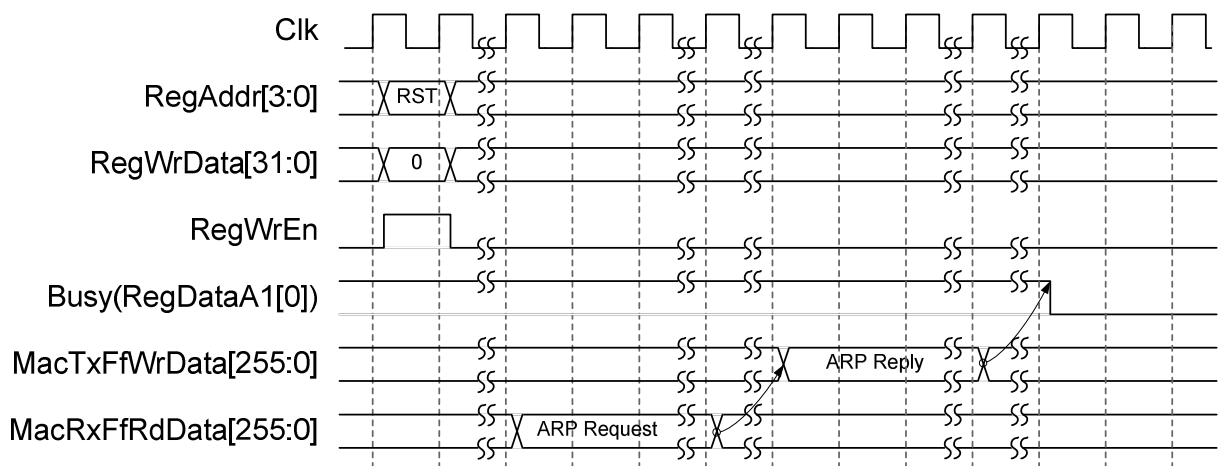 Clk
RegAddr[3:0]
RST
RegWrData[31:0]
0
RegWrEn
Busy(RegDataA1[0])
MacTxFfWrData[255:0]
ARP Reply
MacRxFfRdData[255:0]
ARP Request